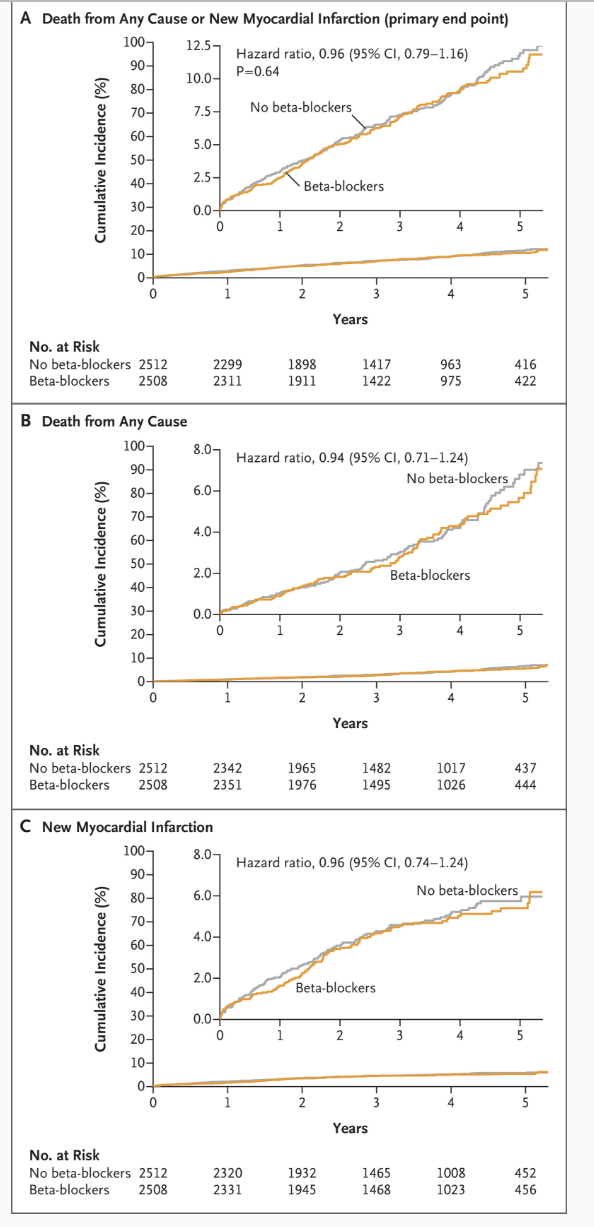 A Death from Any Cause or New Myocardial Infarction (primary end point)
Cumulative Incidence (%)
100
90
80
70
60
50
40
30
20
10
0
12.5
10.0
7.5
5.0
2.5
0.0
Hazard ratio, 0.96 (95% CI, 0.79–1.16)
P=0.64
No beta-blockers
Beta-blockers
0 1 2 3 4 5
0 1 2 3 4 5
Years
No. at Risk
No beta-blockers 2512 2299 1898 1417 963 416
Beta-blockers 2508 2311 1911 1422 975 422
B Death from Any Cause
Cumulative Incidence (%)
100
90
80
70
60
50
40
30
20
10
0
8.0
6.0
4.0
2.0
0.0
Hazard ratio, 0.94 (95% CI, 0.71–1.24)
No beta-blockers
Beta-blockers
0 1 2 3 4 5
0 1 2 3 4 5
Years
No. at Risk
No beta-blockers 2512 2342 1965 1482 1017 437
Beta-blockers 2508 2351 1976 1495 1026 444
C New Myocardial Infarction
Cumulative Incidence (%)
100
90
80
70
60
50
40
30
20
10
0
8.0
6.0
4.0
2.0
0.0
Hazard ratio, 0.96 (95% CI, 0.74–1.24)
No beta-blockers
Beta-blockers
0 1 2 3 4 5
0 1 2 3 4 5
Years
No. at Risk
No beta-blockers 2512 2320 1932 1465 1008 452
Beta-blockers 2508 2331 1945 1468 1023 456